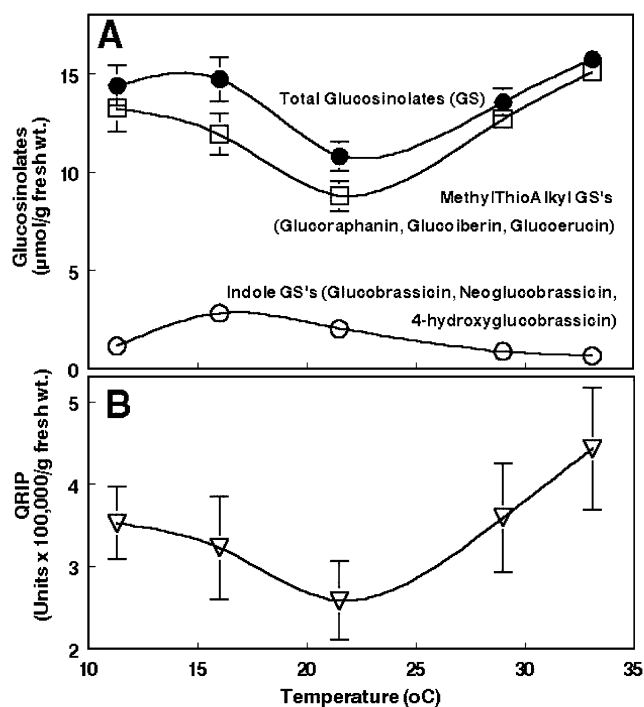 A
15
10
5
0
Glucosinolates
(µmol/g fresh wt.)
Total Glucosinolates (GS)
MethylThioAlkyl GS's
(Glucoraphanin, Glucoiberin, Glucoerucin)
Indole GS's (Glucobrassicin, Neoglucobrassicin,
4-hydroxyglucobrassicin)
B
5
4
3
2
QRIP
(Units x 100,000/g fresh wt.)
10 15 20 25 30 35
Temperature (oC)